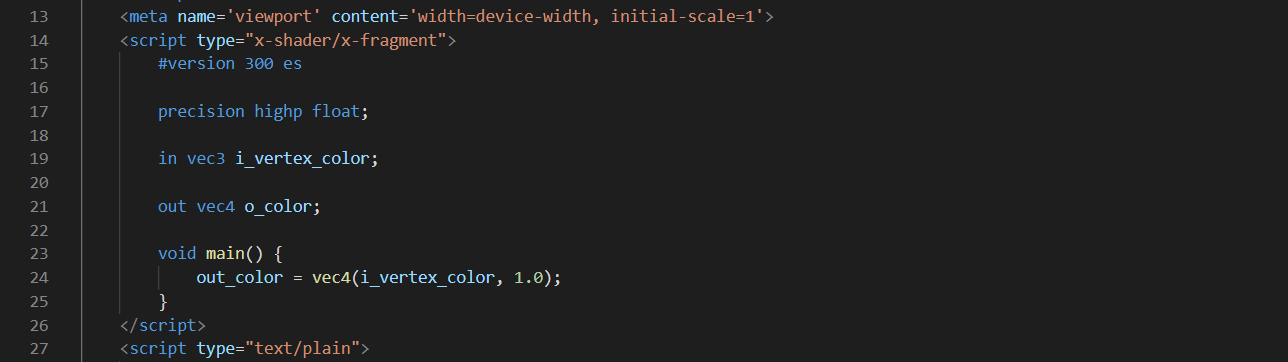 13 <meta name='viewport' content='width=device-width, initial-scale=1'>
14 <script type="x-shader/x-fragment">
15 #version 300 es
16
17 precision highp float;
18
19 in vec3 i_vertex_color;
20
21 out vec4 o_color;
22
23 void main() {
24 out_color = vec4(i_vertex_color, 1.0);
25 }
26 </script>
27 <script type="text/plain">